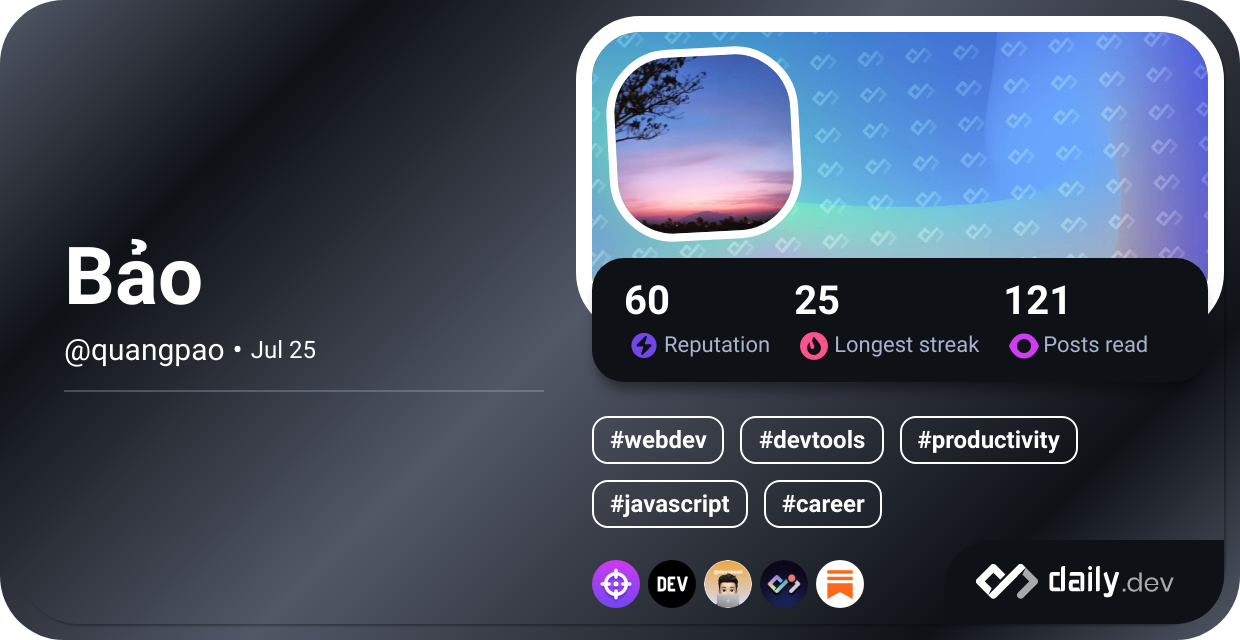 Bảo
@quangpao • Jul 25
60 25 121
Reputation Longest streak Posts read
#webdev #devtools #productivity
#javascript #career
DEV
daily.dev